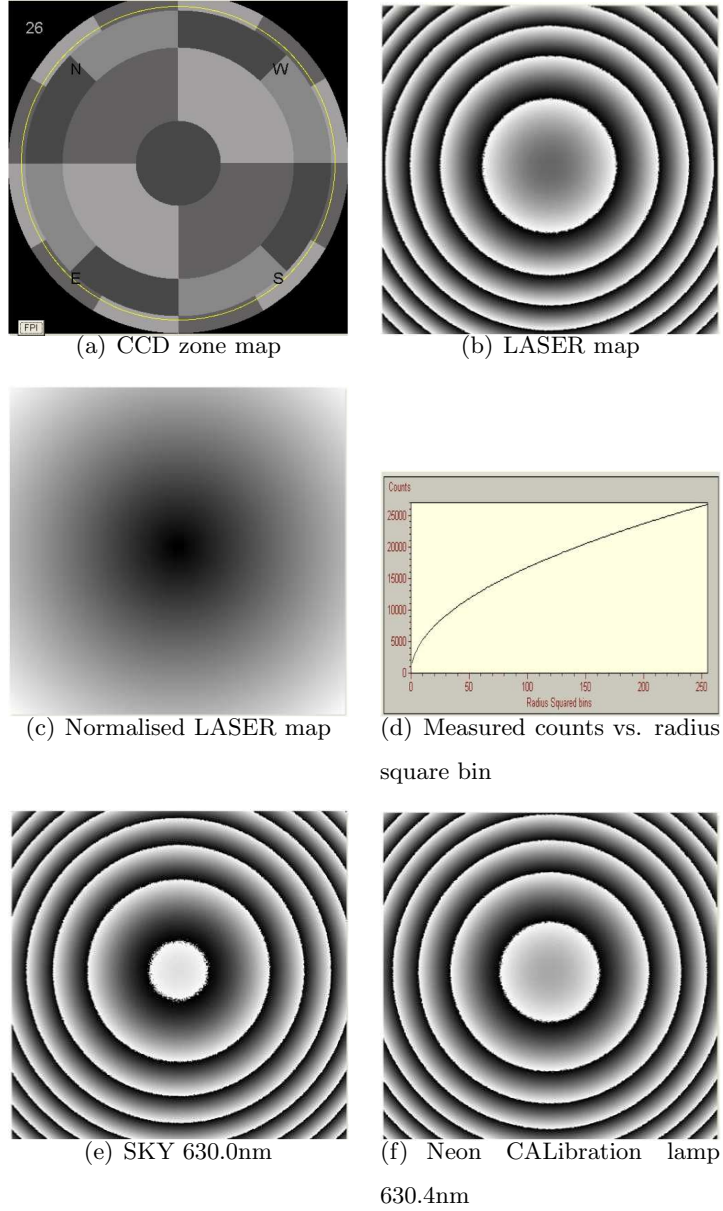 26
N
W
E
S
FPI
(a) CCD zone map
(b) LASER map
(c) Normalised LASER map
Counts
25000
20000
15000
10000
5000
0
0 50 100 150 200 250
Radius Squared bins
(d) Measured counts vs. radius
square bin
(e) SKY 630.0nm
(f) Neon CALibration lamp
630.4nm